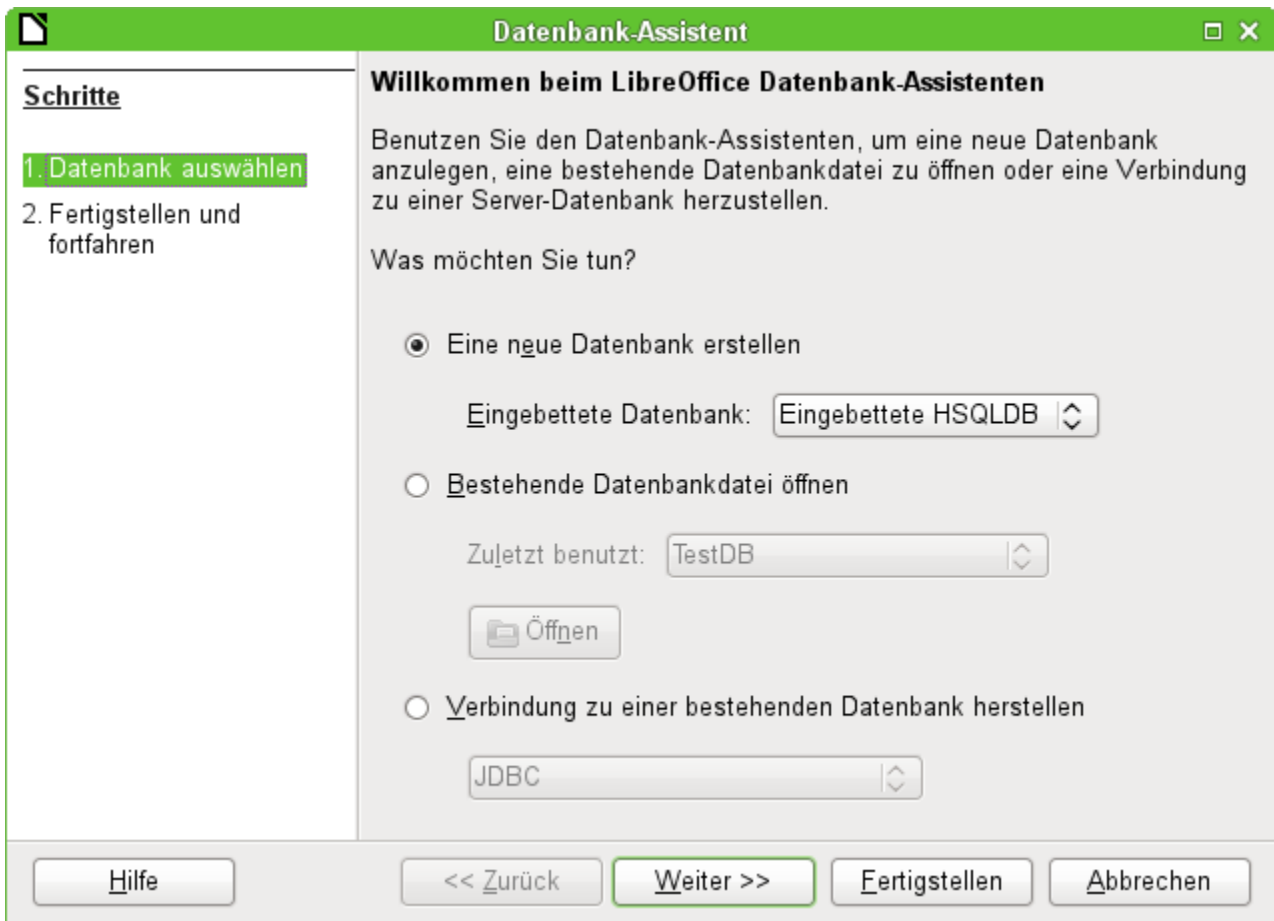 Datenbank-Assistent
Schritte
1. Datenbank auswählen
2. Fertigstellen und
fortfahren
Willkommen beim LibreOffice Datenbank-Assistenten
Benutzen Sie den Datenbank-Assistenten, um eine neue Datenbank
anzulegen, eine bestehende Datenbankdatei zu öffnen oder eine Verbindung
zu einer Server-Datenbank herzustellen.
Was möchten Sie tun?
Eine neue Datenbank erstellen
Eingebettete Datenbank: Eingebettete HSQLDB
Bestehende Datenbankdatei öffnen
Zuletzt benutzt: TestDB
Öffnen
Verbindung zu einer bestehenden Datenbank herstellen
JDBC
Hilfe << Zurück Weiter >> Fertigstellen Abbrechen